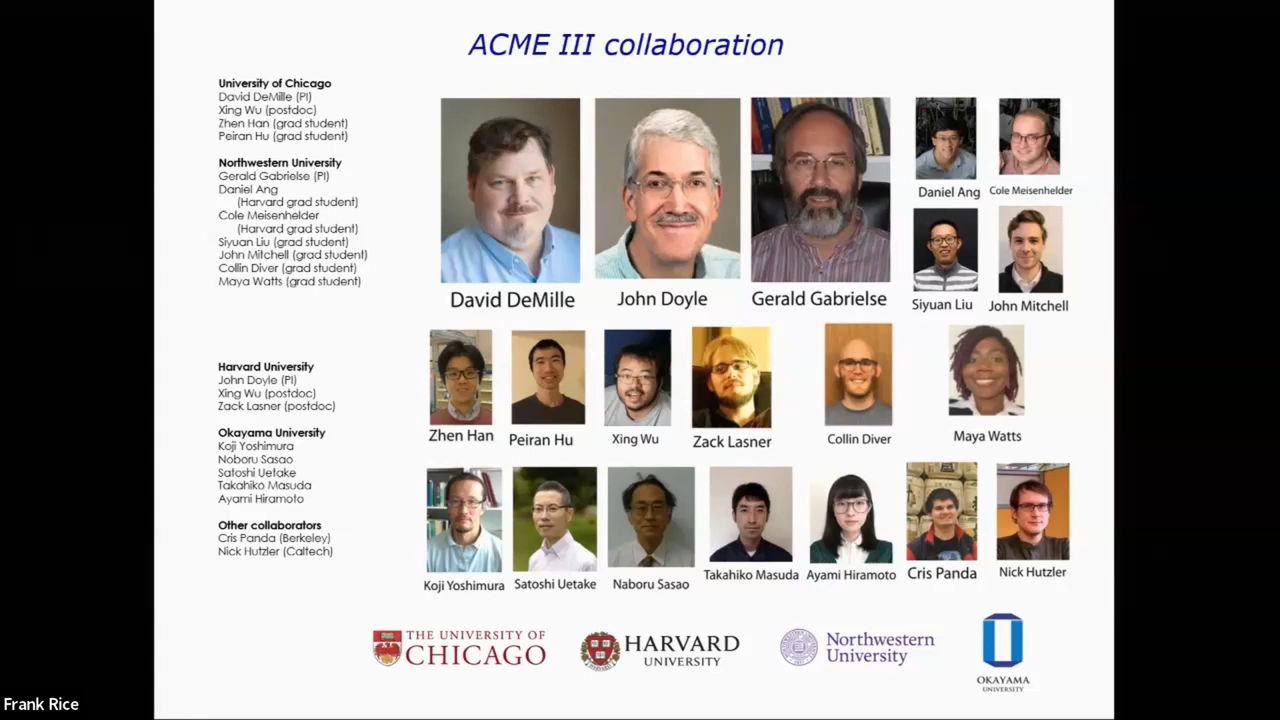 ACME III collaboration
University of Chicago
David DeMille (PI)
Xing Wu (postdoc)
Zhen Han (grad student)
Peiran Hu (grad student)
Northwestern University
Gerald Gabrielse (PI)
Daniel Ang
(Harvard grad student)
Cole Meisenhelder
(Harvard grad student)
Siyuan Liu (grad student)
John Mitchell (grad student)
Collin Diver (grad student)
Maya Watts (grad student)
Harvard University
John Doyle (PI)
Xing Wu (postdoc)
Zack Lasner (postdoc)
Okayama University
Koji Yoshimura
Noboru Sasao
Satoshi Uetake
Takahiko Masuda
Ayami Hiramoto
Other collaborators
Cris Panda (Berkeley)
Nick Hutzler (Caltech)
David DeMille
John Doyle
Gerald Gabrielse
Daniel Ang
Cole Meisenhelder
Siyuan Liu
John Mitchell
Zhen Han
Peiran Hu
Xing Wu
Zack Lasner
Collin Diver
Maya Watts
Koji Yoshimura
Satoshi Uetake
Naboru Sasao
Takahiko Masuda
Ayami Hiramoto
Cris Panda
Nick Hutzler
THE UNIVERSITY OF
CHICAGO
HARVARD
UNIVERSITY
Northwestern
University
OKAYAMA
UNIVERSITY
Frank Rice